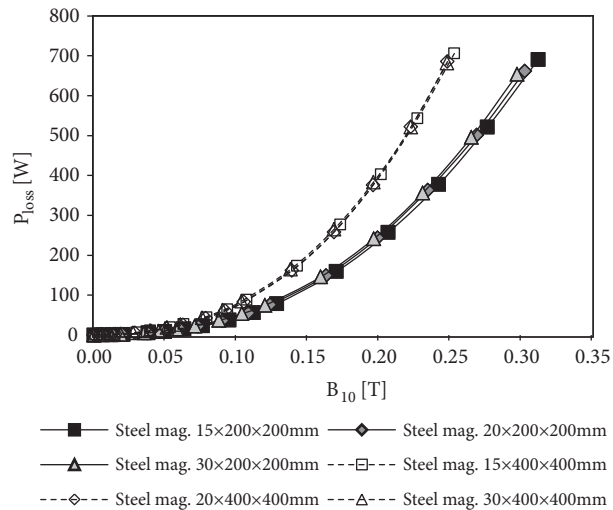 800
700
600
500
400
300
200
100
0
P_loss [W]
0.00 0.05 0.10 0.15 0.20 0.25 0.30 0.35
B_10 [T]
Steel mag. 15×200×200mm Steel mag. 20×200×200mm
Steel mag. 30×200×200mm Steel mag. 15×400×400mm
Steel mag. 20×400×400mm Steel mag. 30×400×400mm